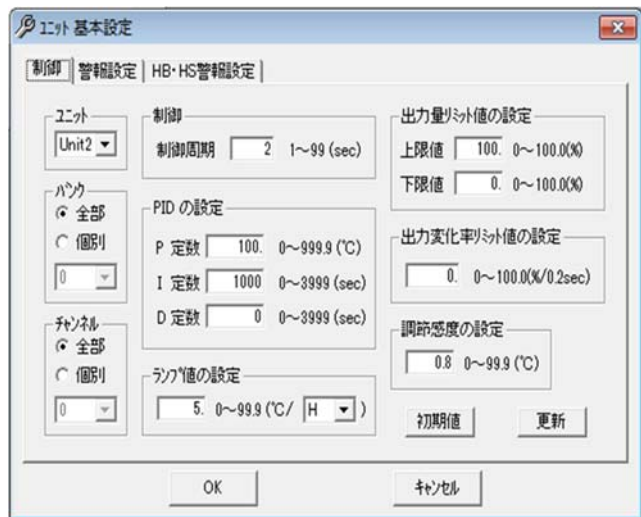 ﾕﾆｯﾄ 基本設定
制御 警報設定 HB・HS警報設定
ﾕﾆｯﾄ
Unit2
ﾊﾞﾝｸ
全部
個別
0
ﾁｬﾝﾈﾙ
全部
個別
0
制御
制御周期 2 1～99 (sec)
PID の設定
P 定数 100. 0～999.9 (℃)
I 定数 1000 0～3999 (sec)
D 定数 0 0～3999 (sec)
ﾗﾝﾌﾟ値の設定
5. 0～99.9 (℃/ H )
出力量ﾘﾐｯﾄ値の設定
上限値 100. 0～100.0(%)
下限値 0. 0～100.0(%)
出力変化率ﾘﾐｯﾄ値の設定
0. 0～100.0(%/0.2sec)
調節感度の設定
0.8 0～99.9 (℃)
初期値 更新
OK ｷｬﾝｾﾙ